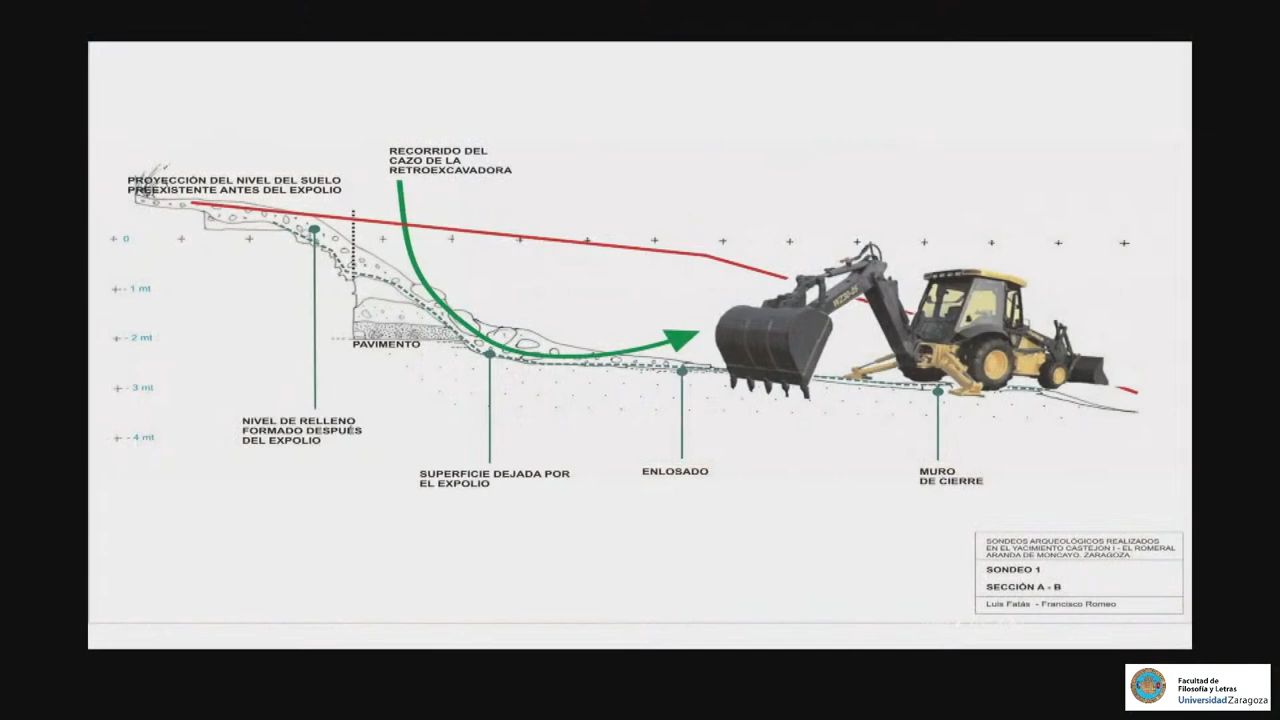 RECORRIDO DEL
CAZO DE LA
RETROEXCAVADORA
PROYECCIÓN DEL NIVEL DEL SUELO
PREEXISTENTE ANTES DEL EXPOLIO
0
- 1 mt
- 2 mt
- 3 mt
- 4 mt
PAVIMENTO
NIVEL DE RELLENO
FORMADO DESPUÉS
DEL EXPOLIO
SUPERFICIE DEJADA POR
EL EXPOLIO
ENLOSADO
MURO
DE CIERRE
SONDEOS ARQUEOLÓGICOS REALIZADOS
EN EL YACIMIENTO CASTEJON I - EL ROMERAL
ARANDA DE MONCAYO. ZARAGOZA
SONDEO 1
SECCIÓN A - B
Luis Fatás - Francisco Romeo
Facultad de
Filosofía y Letras
Universidad Zaragoza